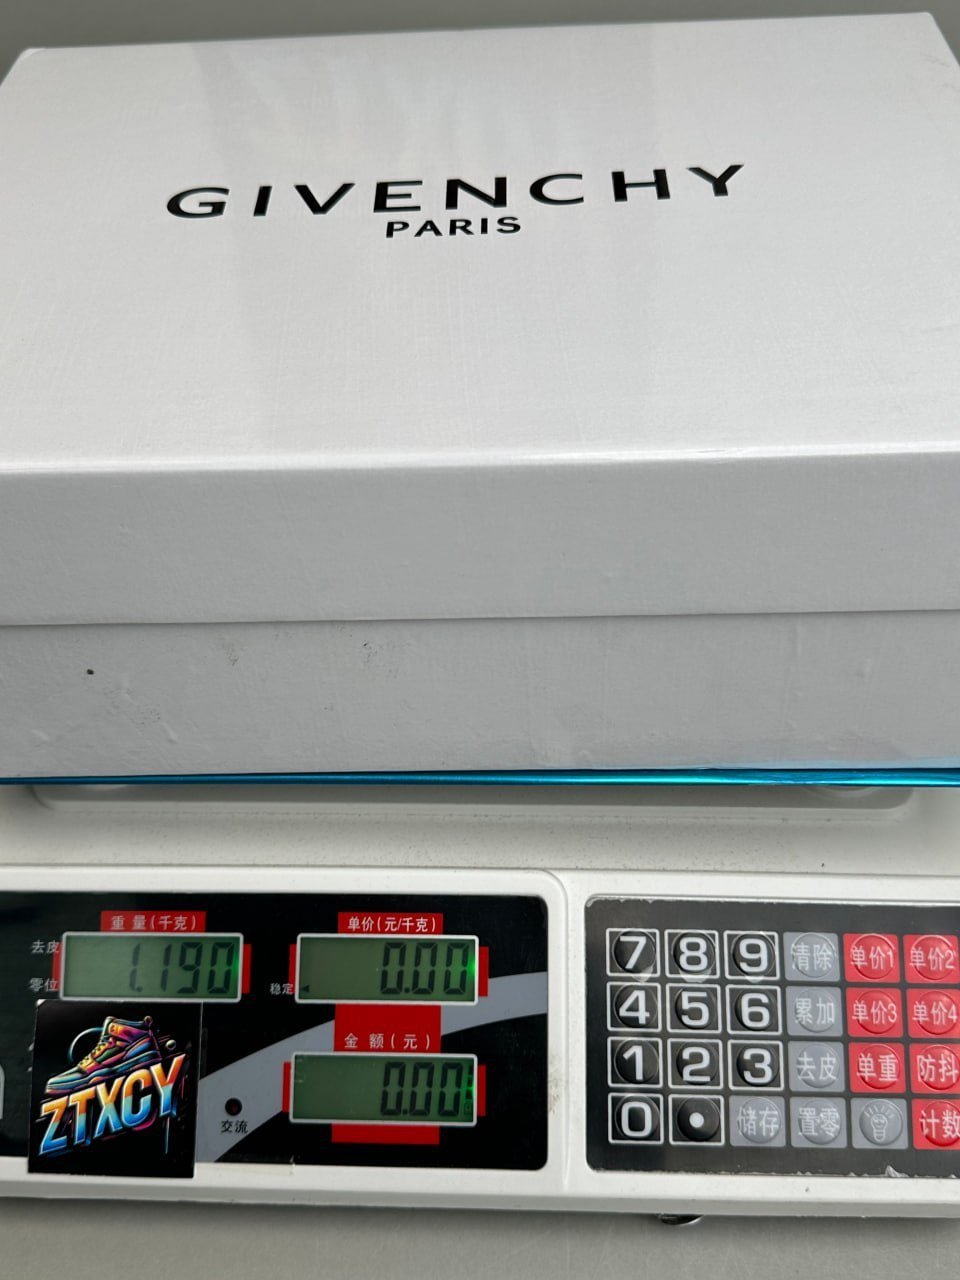 GIVENCHY
PARIS
重量(千克)
单价(元/千克)
去皮
1.190
0.00
零位
稳定
金额(元)
0.00
交流
ZTXCY
7 8 9 清除 单价1 单价2
4 5 6 累加 单价3 单价4
1 2 3 去皮 单重 防抖
0 • 储存 置零 计数